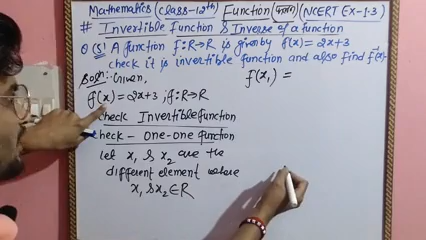 Mathematics (class-12th) Function (फलन) (NCERT Ex-1.3)
# Invertible Function & Inverse of a function
Q(5) A function f:R→R is given by f(x) = 2x+3
check it is invertible function and also find f⁻¹(x).
Soln:- Given,
f(x) = 2x+3 ; f:R→R
check Invertible function
heck - One-one function
let x₁ & x₂ are the
different element where
x₁ & x₂ ∈ R
f(x₁) =